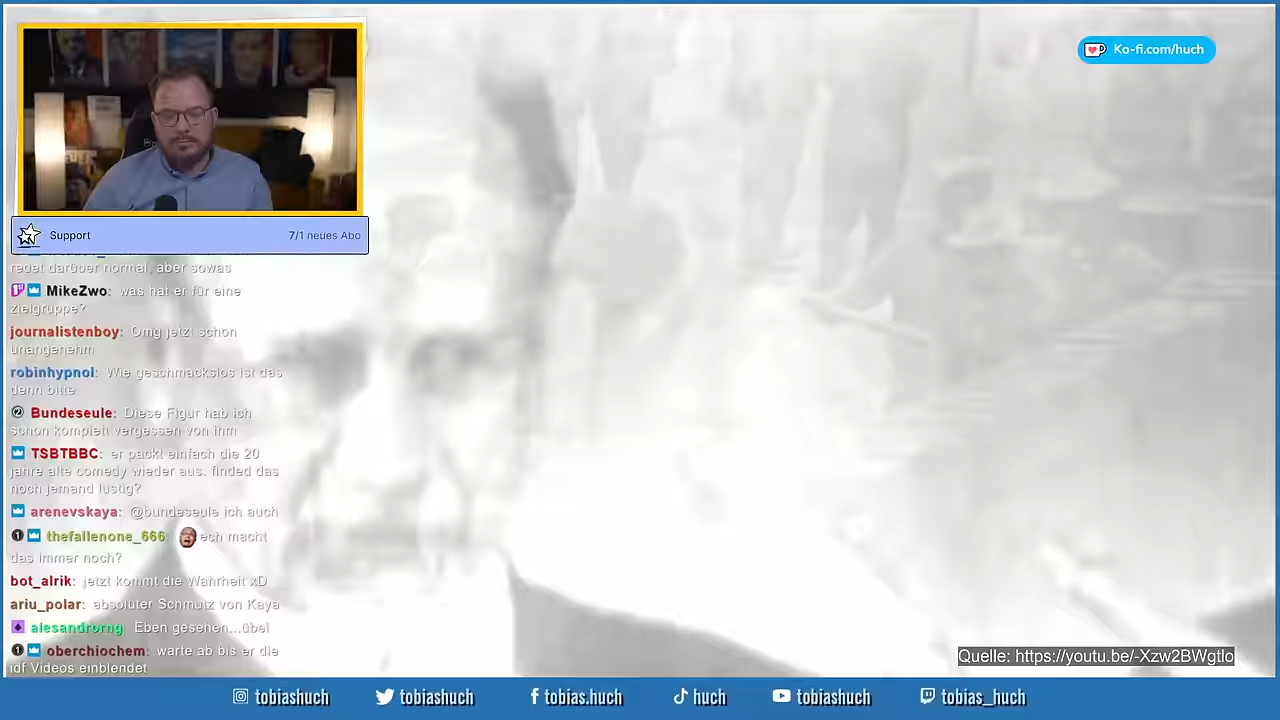 Ko-fi.com/huch
Support 7/1 neues Abo
redet darüber normal, aber sowas
MikeZwo: was hat er für eine
zielgruppe?
journalistenboy: Omg jetzt schon
unangenehm
robinhypnol: Wie geschmacklos ist das
denn bitte
Bundeseule: Diese Figur hab ich
schon komplett vergessen von ihm
TSBTBBC: er packt einfach die 20
jahre alte comedy wieder aus. finded das
noch jemand lustig?
arenevskaya: @bundeseule ich auch
thefallenone_666 ech macht
das immer noch?
bot_alrik: jetzt kommt die Wahrheit xD
ariu_polar: absoluter Schmutz von Kaya
alesandrorng Eben gesehen...übel
oberchiochem: warte ab bis er die
idf Videos einblendet
Quelle: https://youtu.be/-Xzw2BWgtlo
tobiashuch tobiashuch tobias.huch huch tobiashuch tobias_huch